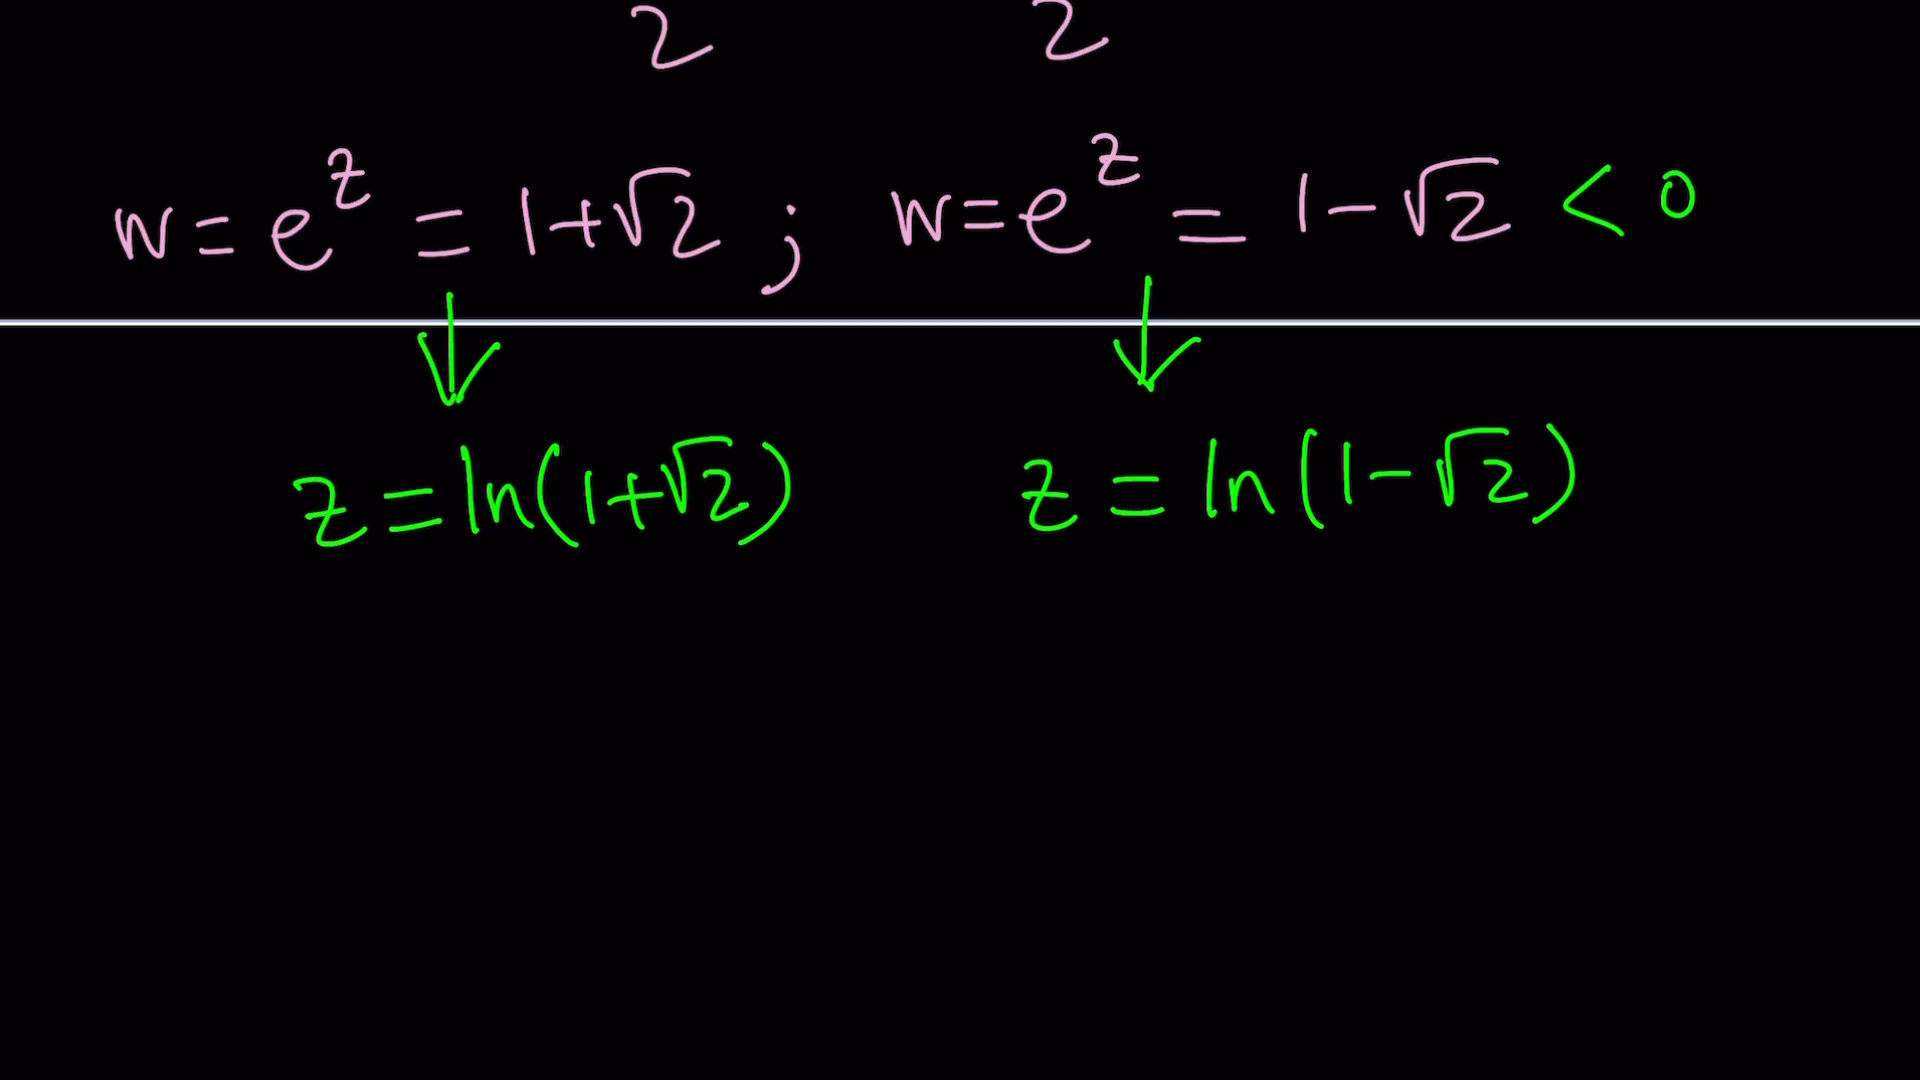 2 2
w = e^z = 1+√2 ; w = e^z = 1-√2 < 0
z = ln(1+√2) z = ln(1-√2)